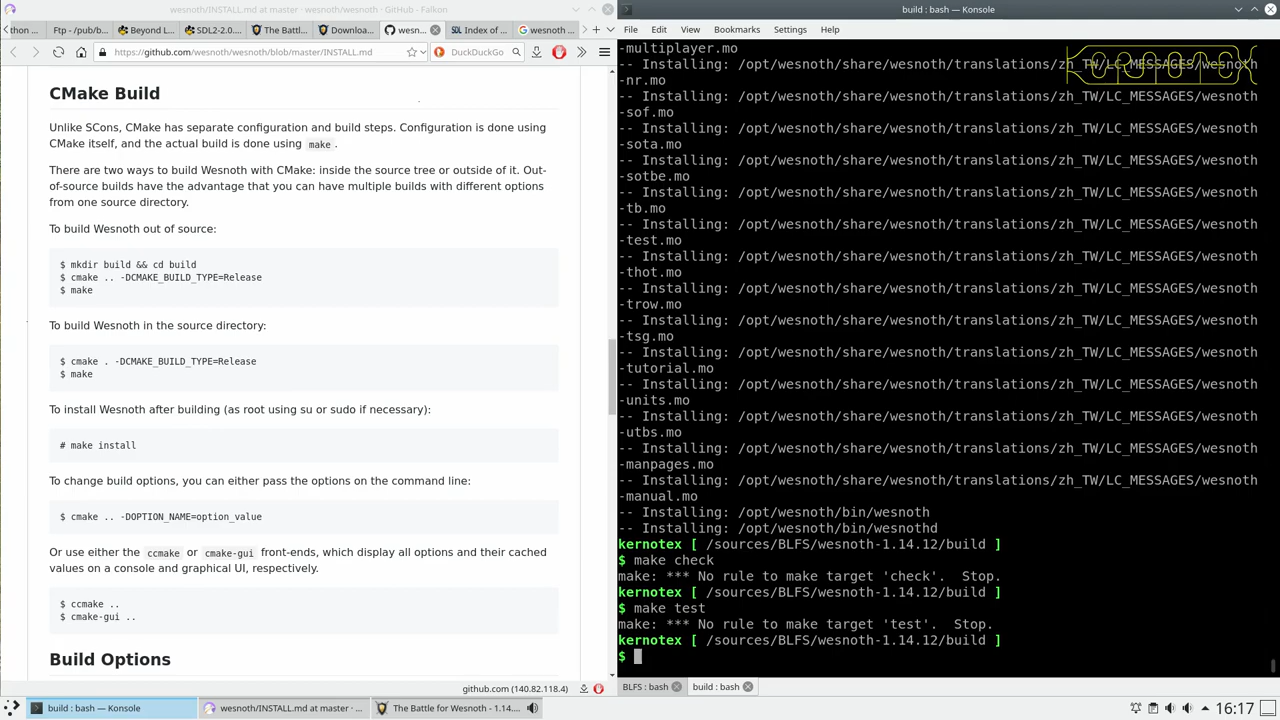 wesnoth/INSTALL.md at master · wesnoth/wesnoth · GitHub - Falkon
thon ...
Ftp - /pub/b...
Beyond L...
SDL2-2.0...
The Battl...
Downloa...
wesn...
Index of ...
wesnoth ...
https://github.com/wesnoth/wesnoth/blob/master/INSTALL.md
DuckDuckGo
CMake Build
Unlike SCons, CMake has separate configuration and build steps. Configuration is done using
CMake itself, and the actual build is done using make .
There are two ways to build Wesnoth with CMake: inside the source tree or outside of it. Out-
of-source builds have the advantage that you can have multiple builds with different options
from one source directory.
To build Wesnoth out of source:
$ mkdir build && cd build
$ cmake .. -DCMAKE_BUILD_TYPE=Release
$ make
To build Wesnoth in the source directory:
$ cmake . -DCMAKE_BUILD_TYPE=Release
$ make
To install Wesnoth after building (as root using su or sudo if necessary):
# make install
To change build options, you can either pass the options on the command line:
$ cmake .. -DOPTION_NAME=option_value
Or use either the ccmake or cmake-gui front-ends, which display all options and their cached
values on a console and graphical UI, respectively.
$ ccmake ..
$ cmake-gui ..
Build Options
github.com (140.82.118.4)
build : bash — Konsole
File Edit View Bookmarks Settings Help
-multiplayer.mo
-- Installing: /opt/wesnoth/share/wesnoth/translations/zh_TW/LC_MESSAGES/wesnoth
-nr.mo
-- Installing: /opt/wesnoth/share/wesnoth/translations/zh_TW/LC_MESSAGES/wesnoth
-sof.mo
-- Installing: /opt/wesnoth/share/wesnoth/translations/zh_TW/LC_MESSAGES/wesnoth
-sota.mo
-- Installing: /opt/wesnoth/share/wesnoth/translations/zh_TW/LC_MESSAGES/wesnoth
-sotbe.mo
-- Installing: /opt/wesnoth/share/wesnoth/translations/zh_TW/LC_MESSAGES/wesnoth
-tb.mo
-- Installing: /opt/wesnoth/share/wesnoth/translations/zh_TW/LC_MESSAGES/wesnoth
-test.mo
-- Installing: /opt/wesnoth/share/wesnoth/translations/zh_TW/LC_MESSAGES/wesnoth
-thot.mo
-- Installing: /opt/wesnoth/share/wesnoth/translations/zh_TW/LC_MESSAGES/wesnoth
-trow.mo
-- Installing: /opt/wesnoth/share/wesnoth/translations/zh_TW/LC_MESSAGES/wesnoth
-tsg.mo
-- Installing: /opt/wesnoth/share/wesnoth/translations/zh_TW/LC_MESSAGES/wesnoth
-tutorial.mo
-- Installing: /opt/wesnoth/share/wesnoth/translations/zh_TW/LC_MESSAGES/wesnoth
-units.mo
-- Installing: /opt/wesnoth/share/wesnoth/translations/zh_TW/LC_MESSAGES/wesnoth
-utbs.mo
-- Installing: /opt/wesnoth/share/wesnoth/translations/zh_TW/LC_MESSAGES/wesnoth
-manpages.mo
-- Installing: /opt/wesnoth/share/wesnoth/translations/zh_TW/LC_MESSAGES/wesnoth
-manual.mo
-- Installing: /opt/wesnoth/bin/wesnoth
-- Installing: /opt/wesnoth/bin/wesnothd
kernotex [ /sources/BLFS/wesnoth-1.14.12/build ]
$ make check
make: *** No rule to make target 'check'.  Stop.
kernotex [ /sources/BLFS/wesnoth-1.14.12/build ]
$ make test
make: *** No rule to make target 'test'.  Stop.
kernotex [ /sources/BLFS/wesnoth-1.14.12/build ]
$
BLFS : bash
build : bash
build : bash — Konsole
wesnoth/INSTALL.md at master · ...
The Battle for Wesnoth - 1.14....
16:17